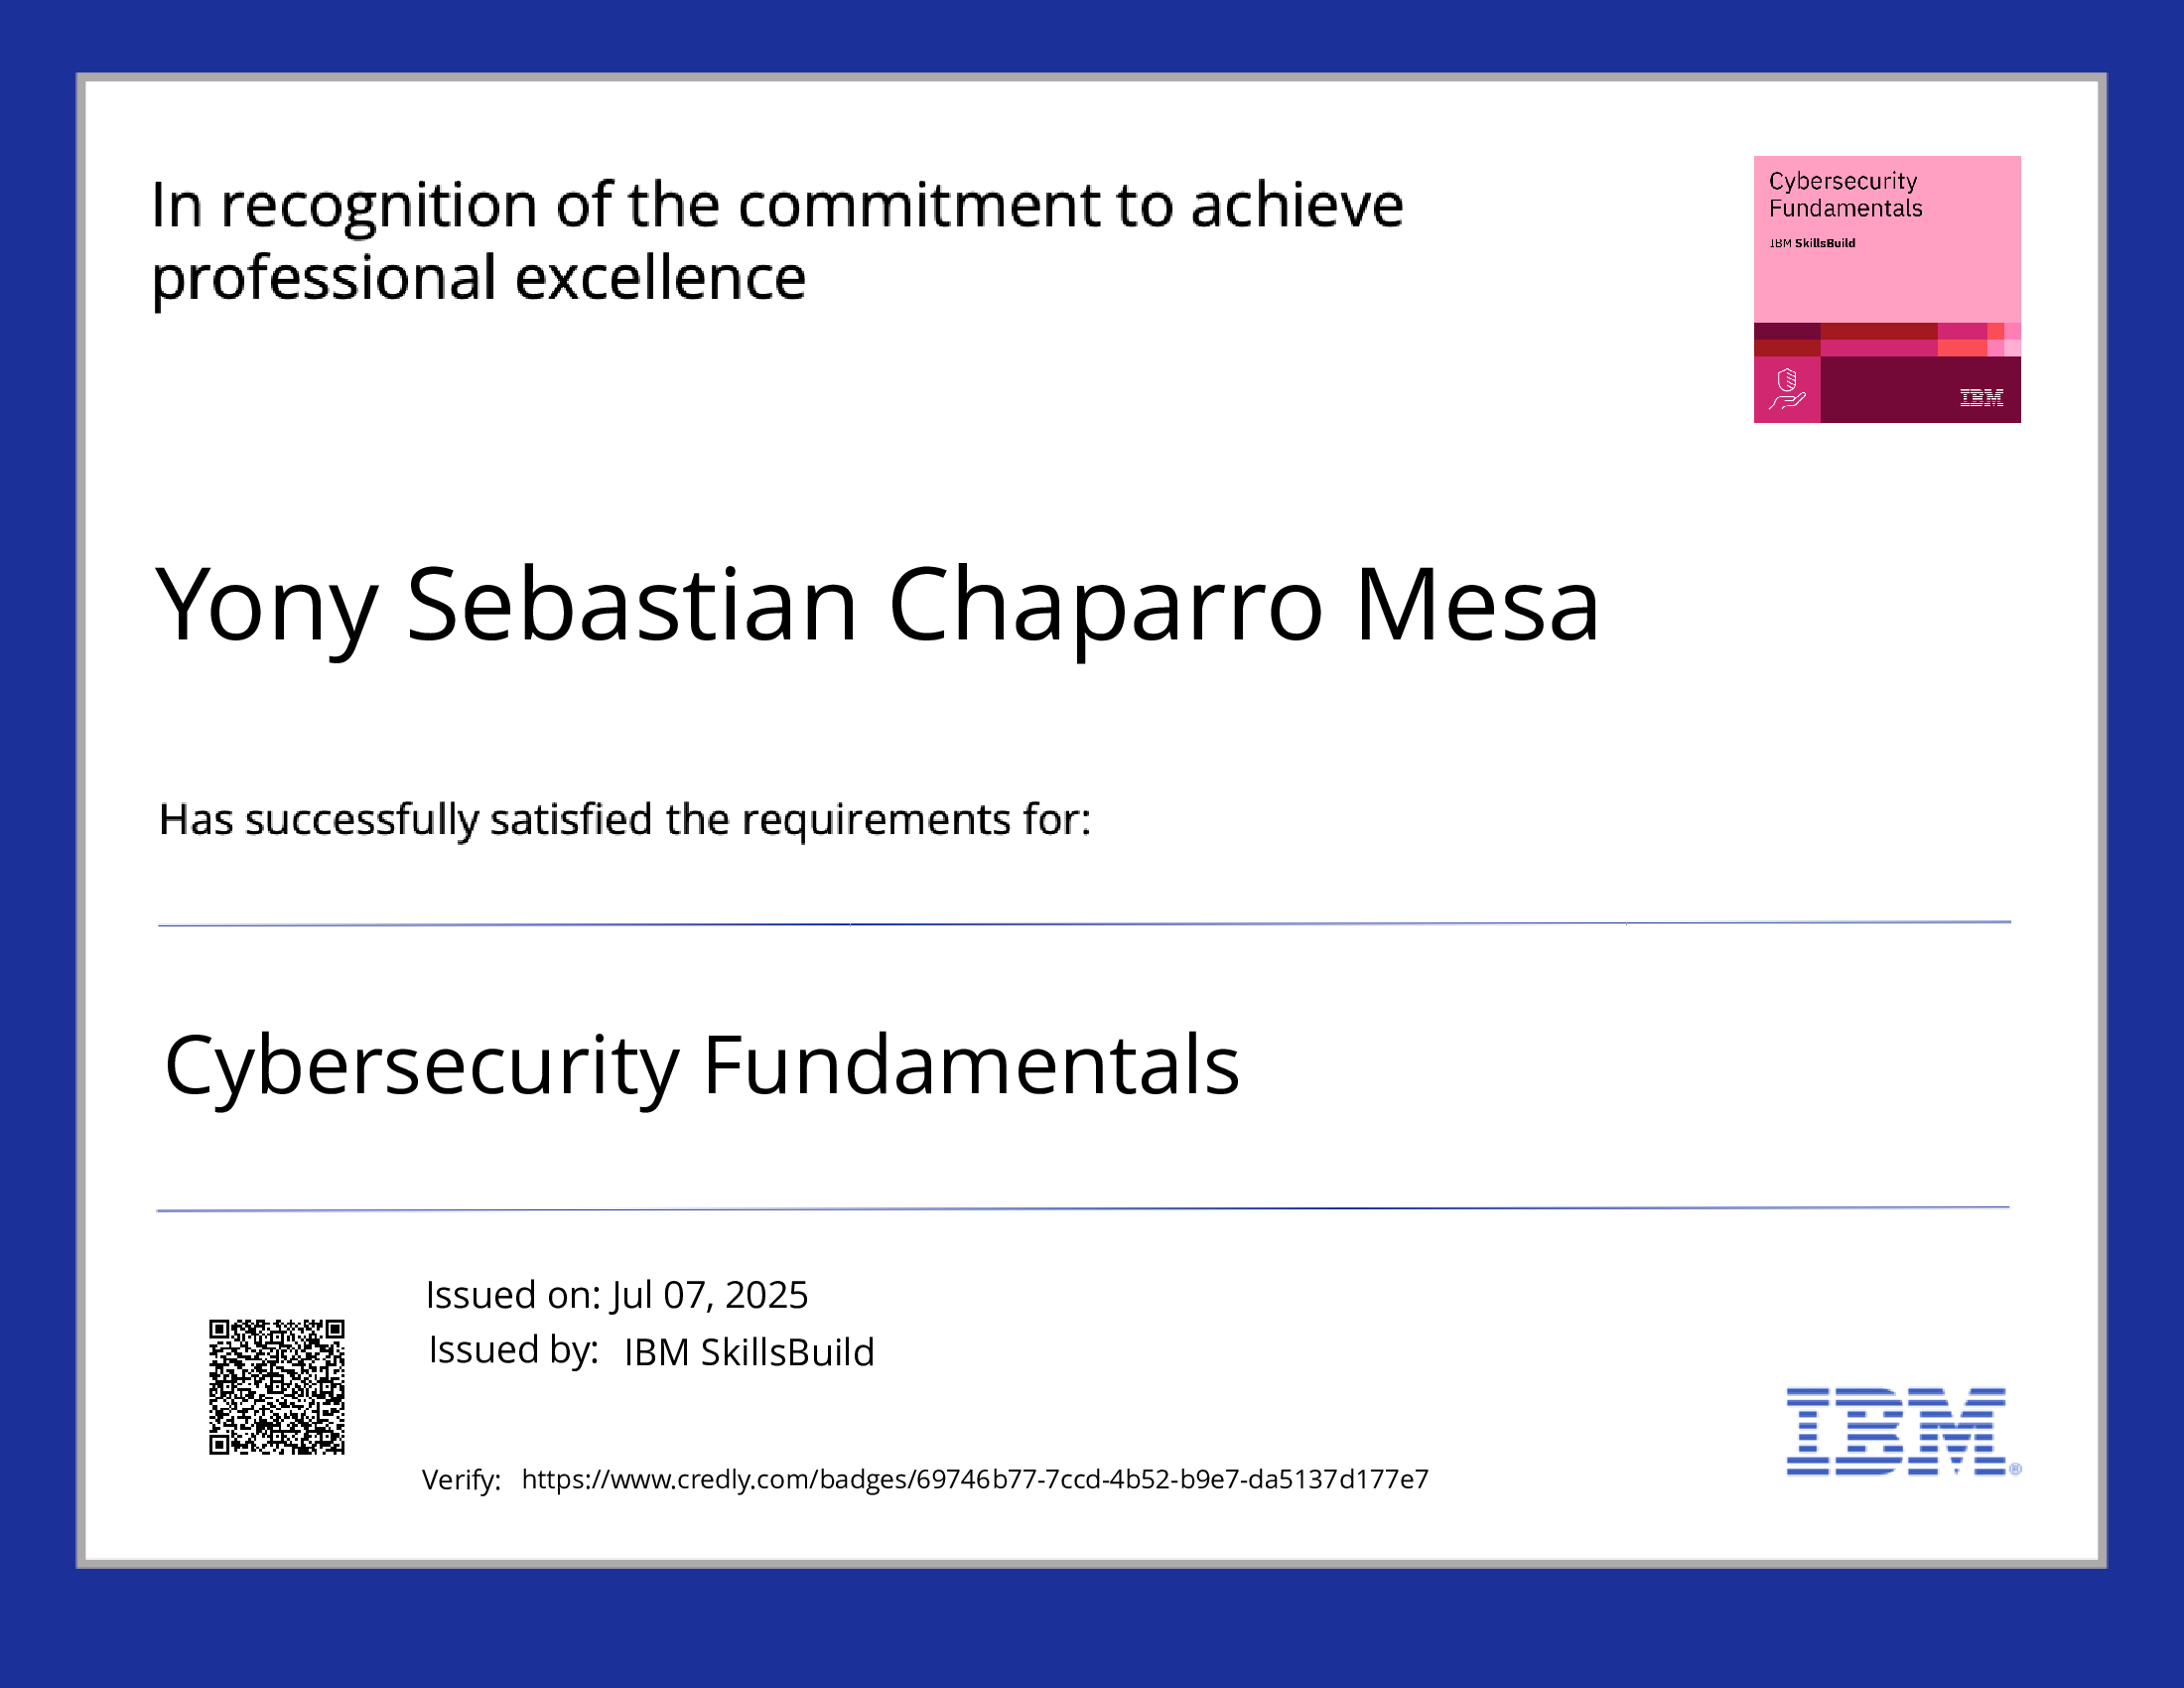 In recognition of the commitment to achieve
professional excellence
Cybersecurity
Fundamentals
IBM SkillsBuild
IBM
Yony Sebastian Chaparro Mesa
Has successfully satisfied the requirements for:
Cybersecurity Fundamentals
Issued on: Jul 07, 2025
Issued by: IBM SkillsBuild
Verify: https://www.credly.com/badges/69746b77-7ccd-4b52-b9e7-da5137d177e7
IBM®